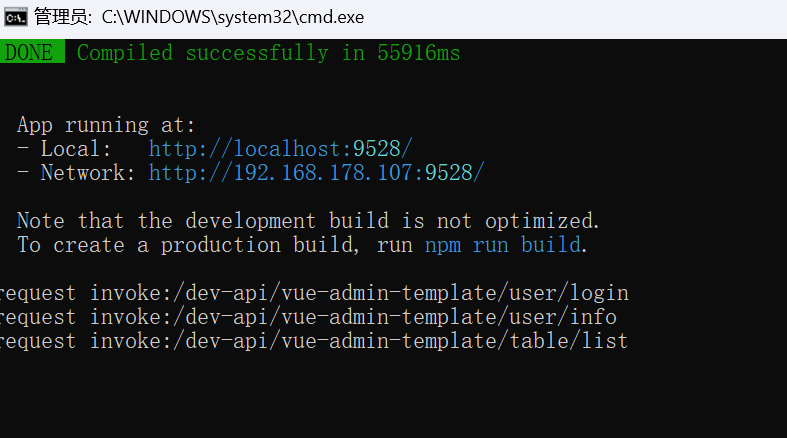 管理员: C:\WINDOWS\system32\cmd.exe
DONE Compiled successfully in 55916ms
App running at:
- Local: http://localhost:9528/
- Network: http://192.168.178.107:9528/
Note that the development build is not optimized.
To create a production build, run npm run build.
request invoke:/dev-api/vue-admin-template/user/login
request invoke:/dev-api/vue-admin-template/user/info
request invoke:/dev-api/vue-admin-template/table/list